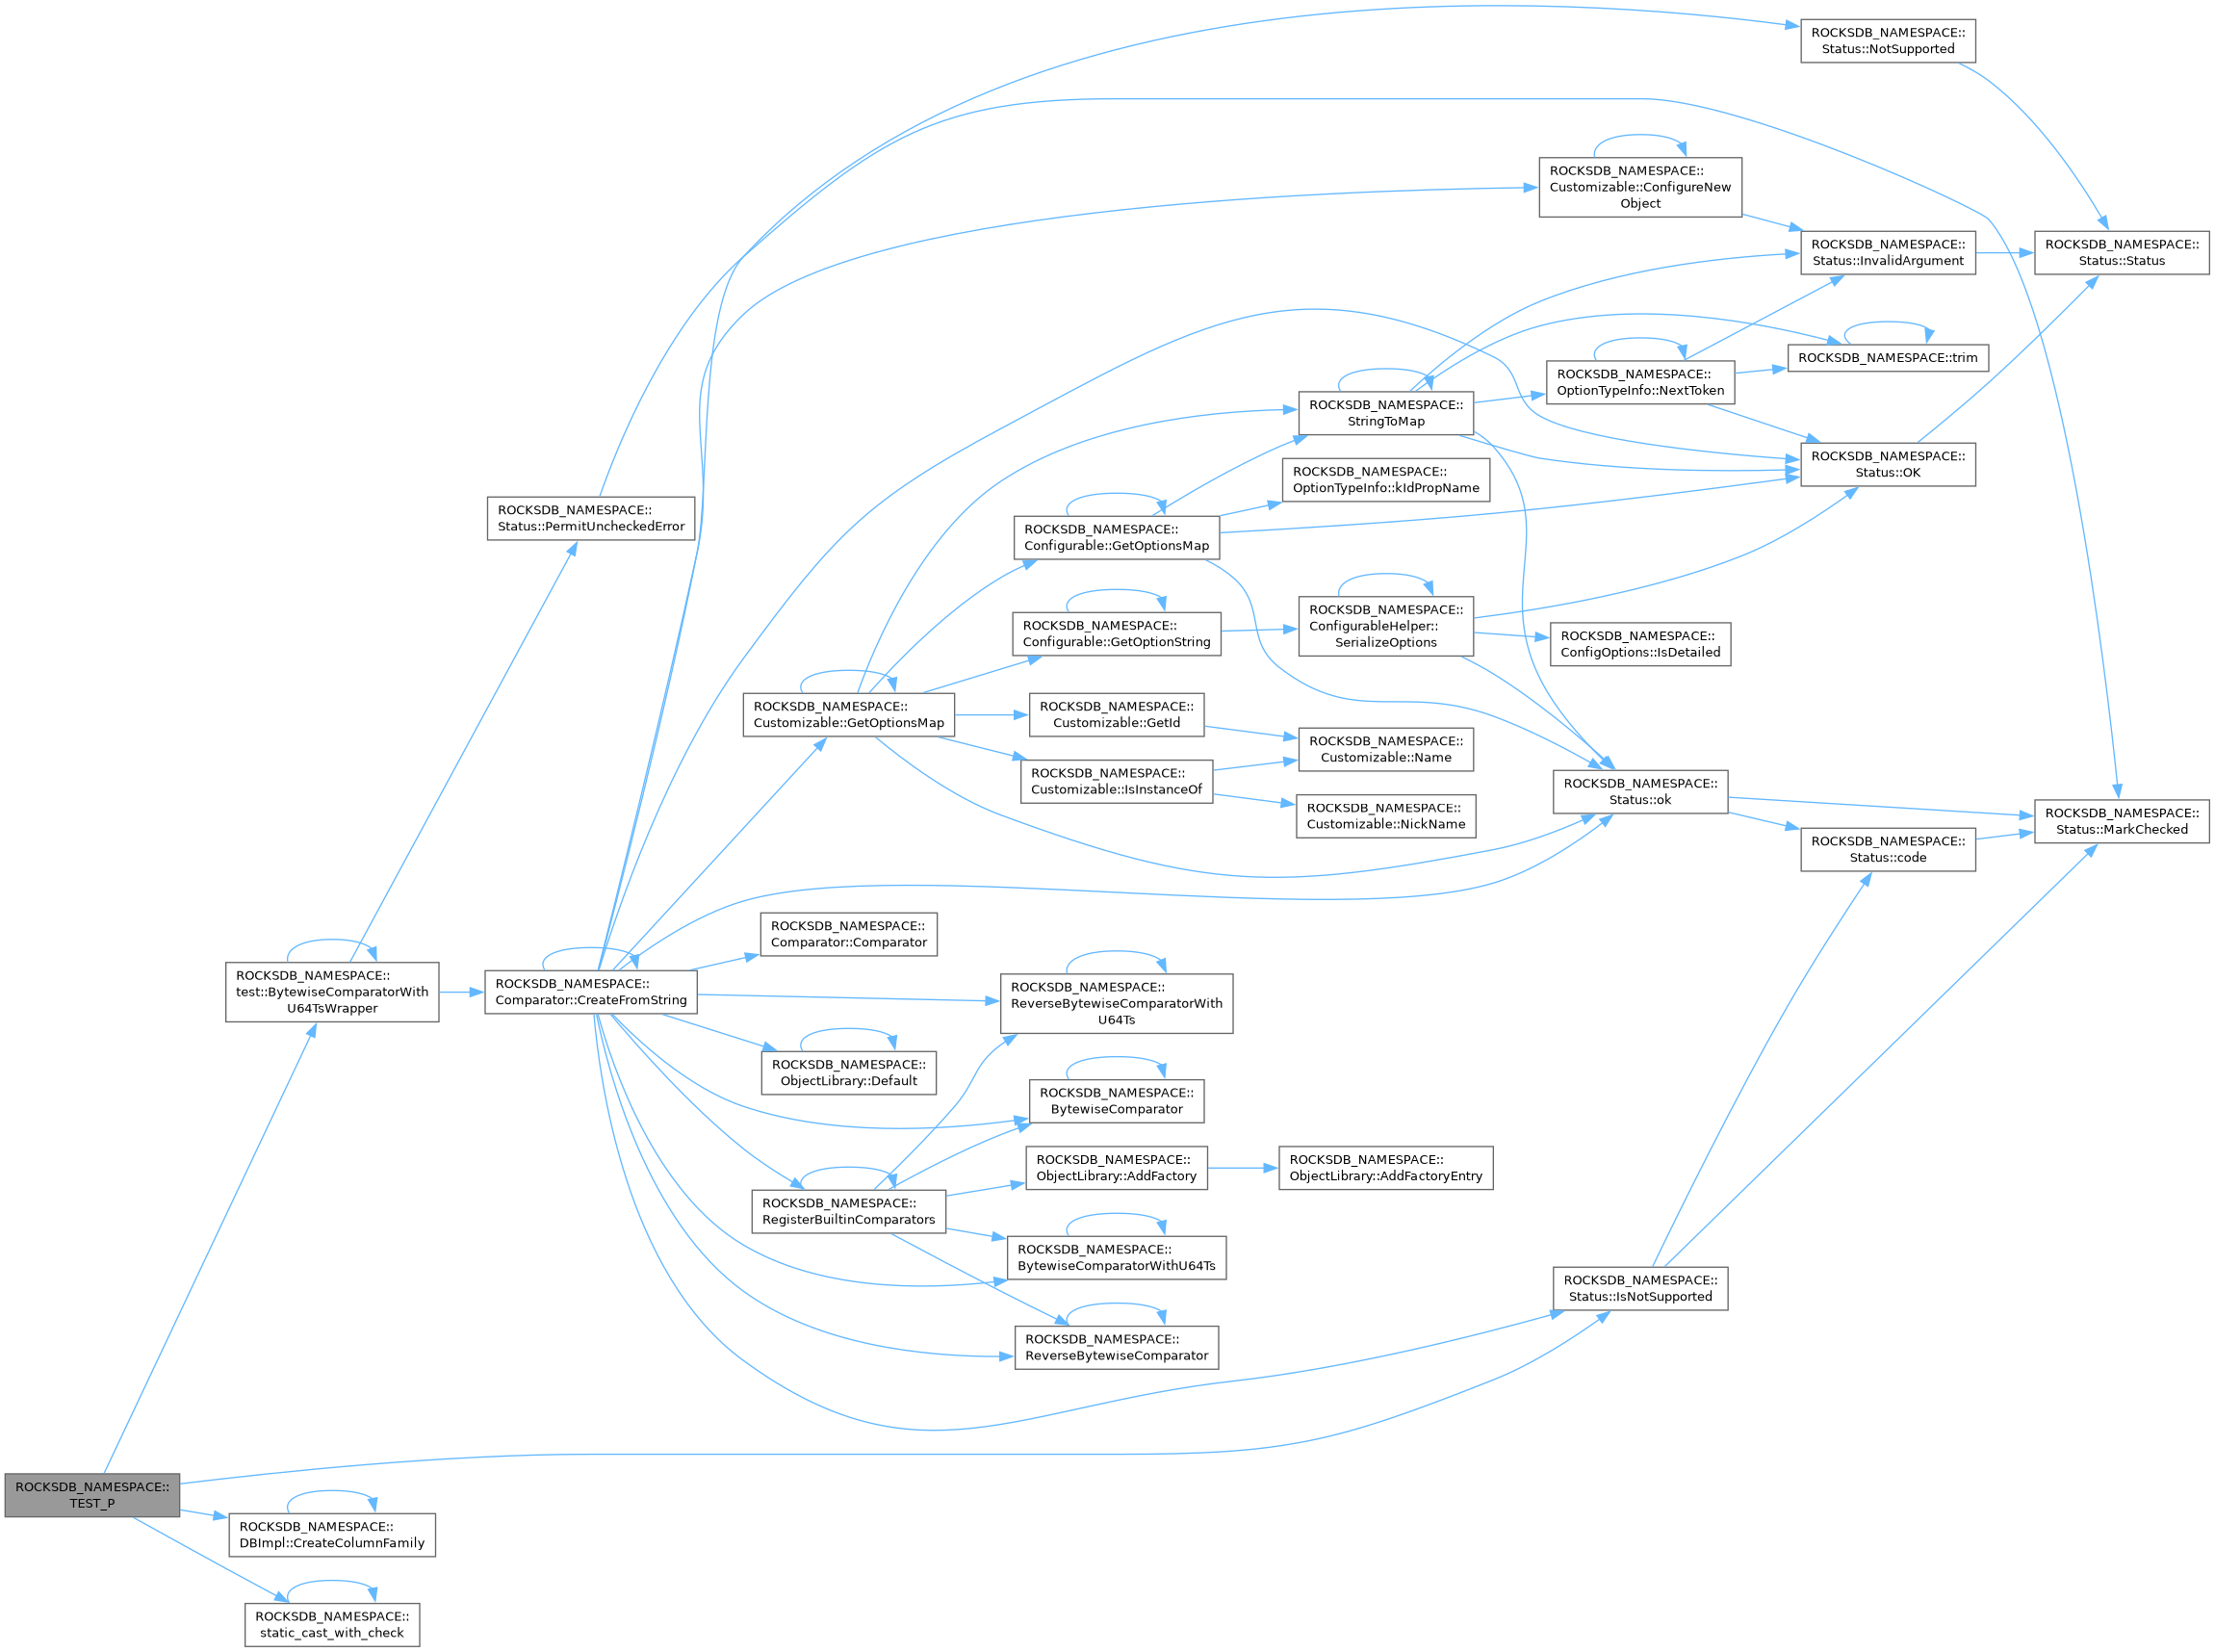 ROCKSDB_NAMESPACE::
Status::NotSupported
ROCKSDB_NAMESPACE::
Customizable::ConfigureNew
Object
ROCKSDB_NAMESPACE::
Status::InvalidArgument
ROCKSDB_NAMESPACE::
Status::Status
ROCKSDB_NAMESPACE::trim
ROCKSDB_NAMESPACE::
OptionTypeInfo::NextToken
ROCKSDB_NAMESPACE::
StringToMap
ROCKSDB_NAMESPACE::
Status::OK
ROCKSDB_NAMESPACE::
OptionTypeInfo::kIdPropName
ROCKSDB_NAMESPACE::
Status::PermitUncheckedError
ROCKSDB_NAMESPACE::
Configurable::GetOptionsMap
ROCKSDB_NAMESPACE::
Configurable::GetOptionString
ROCKSDB_NAMESPACE::
ConfigurableHelper::
SerializeOptions
ROCKSDB_NAMESPACE::
ConfigOptions::IsDetailed
ROCKSDB_NAMESPACE::
Customizable::GetOptionsMap
ROCKSDB_NAMESPACE::
Customizable::GetId
ROCKSDB_NAMESPACE::
Customizable::Name
ROCKSDB_NAMESPACE::
Customizable::IsInstanceOf
ROCKSDB_NAMESPACE::
Customizable::NickName
ROCKSDB_NAMESPACE::
Status::ok
ROCKSDB_NAMESPACE::
Status::MarkChecked
ROCKSDB_NAMESPACE::
Status::code
ROCKSDB_NAMESPACE::
Comparator::Comparator
ROCKSDB_NAMESPACE::
test::BytewiseComparatorWith
U64TsWrapper
ROCKSDB_NAMESPACE::
Comparator::CreateFromString
ROCKSDB_NAMESPACE::
ReverseBytewiseComparatorWith
U64Ts
ROCKSDB_NAMESPACE::
ObjectLibrary::Default
ROCKSDB_NAMESPACE::
BytewiseComparator
ROCKSDB_NAMESPACE::
ObjectLibrary::AddFactory
ROCKSDB_NAMESPACE::
ObjectLibrary::AddFactoryEntry
ROCKSDB_NAMESPACE::
RegisterBuiltinComparators
ROCKSDB_NAMESPACE::
BytewiseComparatorWithU64Ts
ROCKSDB_NAMESPACE::
Status::IsNotSupported
ROCKSDB_NAMESPACE::
ReverseBytewiseComparator
ROCKSDB_NAMESPACE::
TEST_P
ROCKSDB_NAMESPACE::
DBImpl::CreateColumnFamily
ROCKSDB_NAMESPACE::
static_cast_with_check